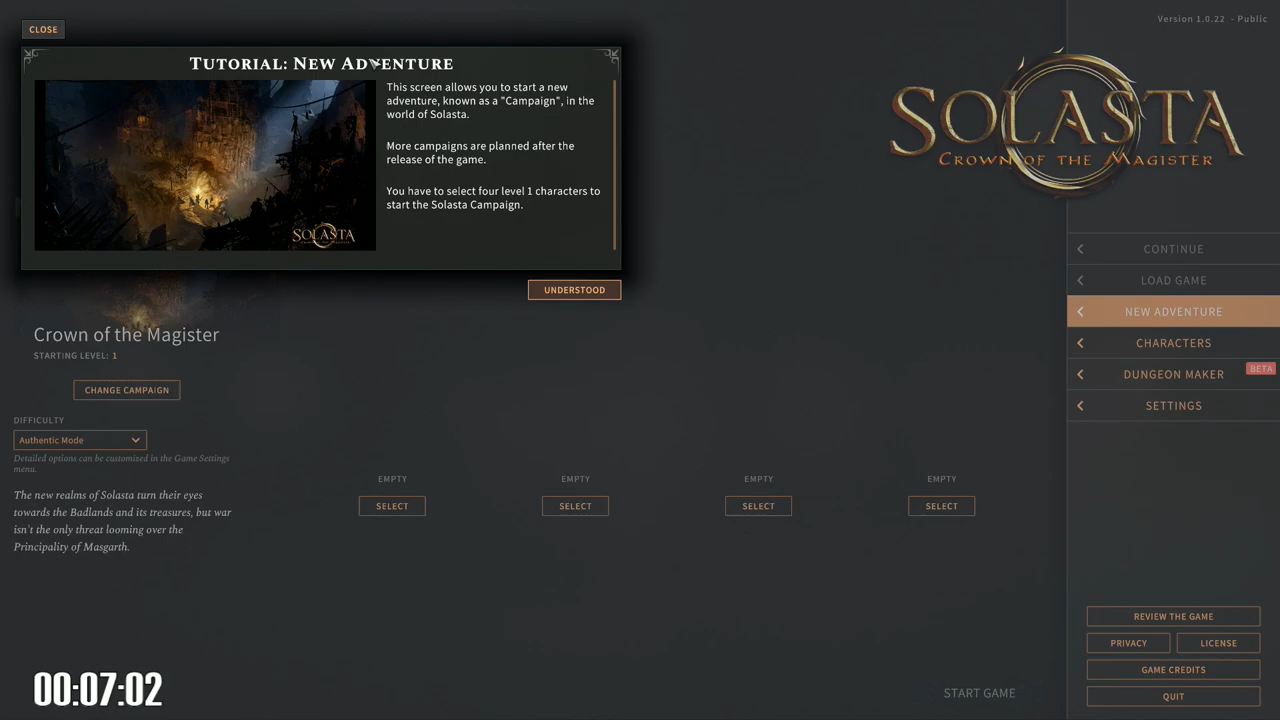 CLOSE
Version 1.0.22 - Public
TUTORIAL: NEW ADVENTURE
This screen allows you to start a new
adventure, known as a "Campaign", in the
world of Solasta.
More campaigns are planned after the
release of the game.
You have to select four level 1 characters to
start the Solasta Campaign.
SOLASTA
CROWN OF THE MAGISTER
UNDERSTOOD
SOLASTA
CROWN OF THE MAGISTER
CONTINUE
LOAD GAME
NEW ADVENTURE
CHARACTERS
DUNGEON MAKER
BETA
SETTINGS
Crown of the Magister
STARTING LEVEL: 1
CHANGE CAMPAIGN
DIFFICULTY
Authentic Mode
Detailed options can be customized in the Game Settings
menu.
The new realms of Solasta turn their eyes
towards the Badlands and its treasures, but war
isn't the only threat looming over the
Principality of Masgarth.
EMPTY EMPTY EMPTY EMPTY
SELECT SELECT SELECT SELECT
REVIEW THE GAME
PRIVACY LICENSE
GAME CREDITS
QUIT
START GAME
00:07:02